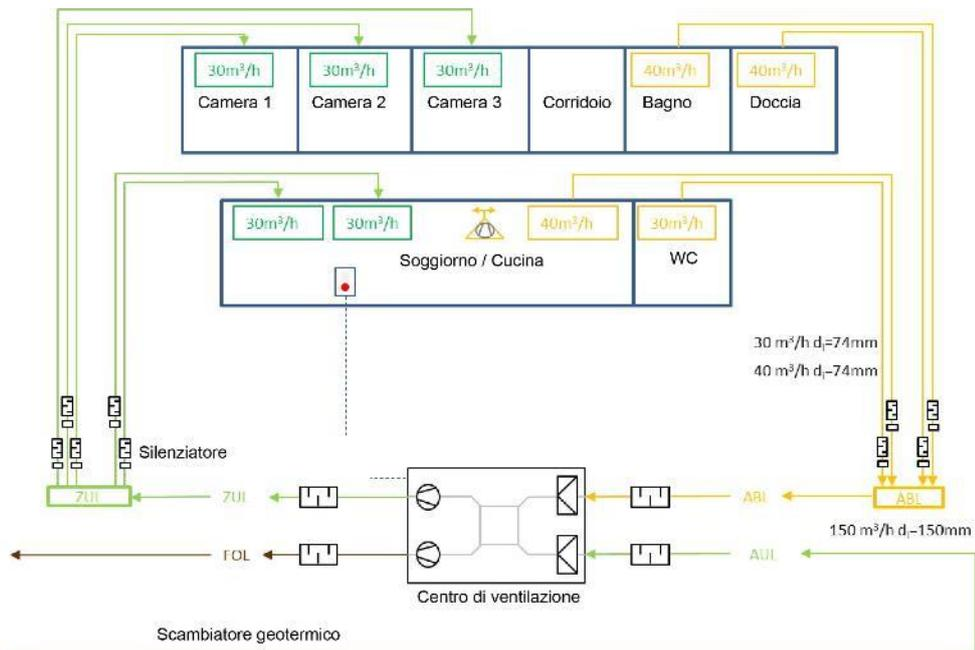 30m³/h 30m³/h 30m³/h 40m³/h 40m³/h
Camera 1 Camera 2 Camera 3 Corridoio Bagno Doccia
30m³/h 30m³/h 40m³/h 30m³/h
Soggiorno / Cucina WC
30 m³/h dᵢ=74mm
40 m³/h dᵢ=74mm
Silenziatore
ZUL ZUL ABL ABL
150 m³/h dᵢ=150mm
FOL AUL
Centro di ventilazione
Scambiatore geotermico